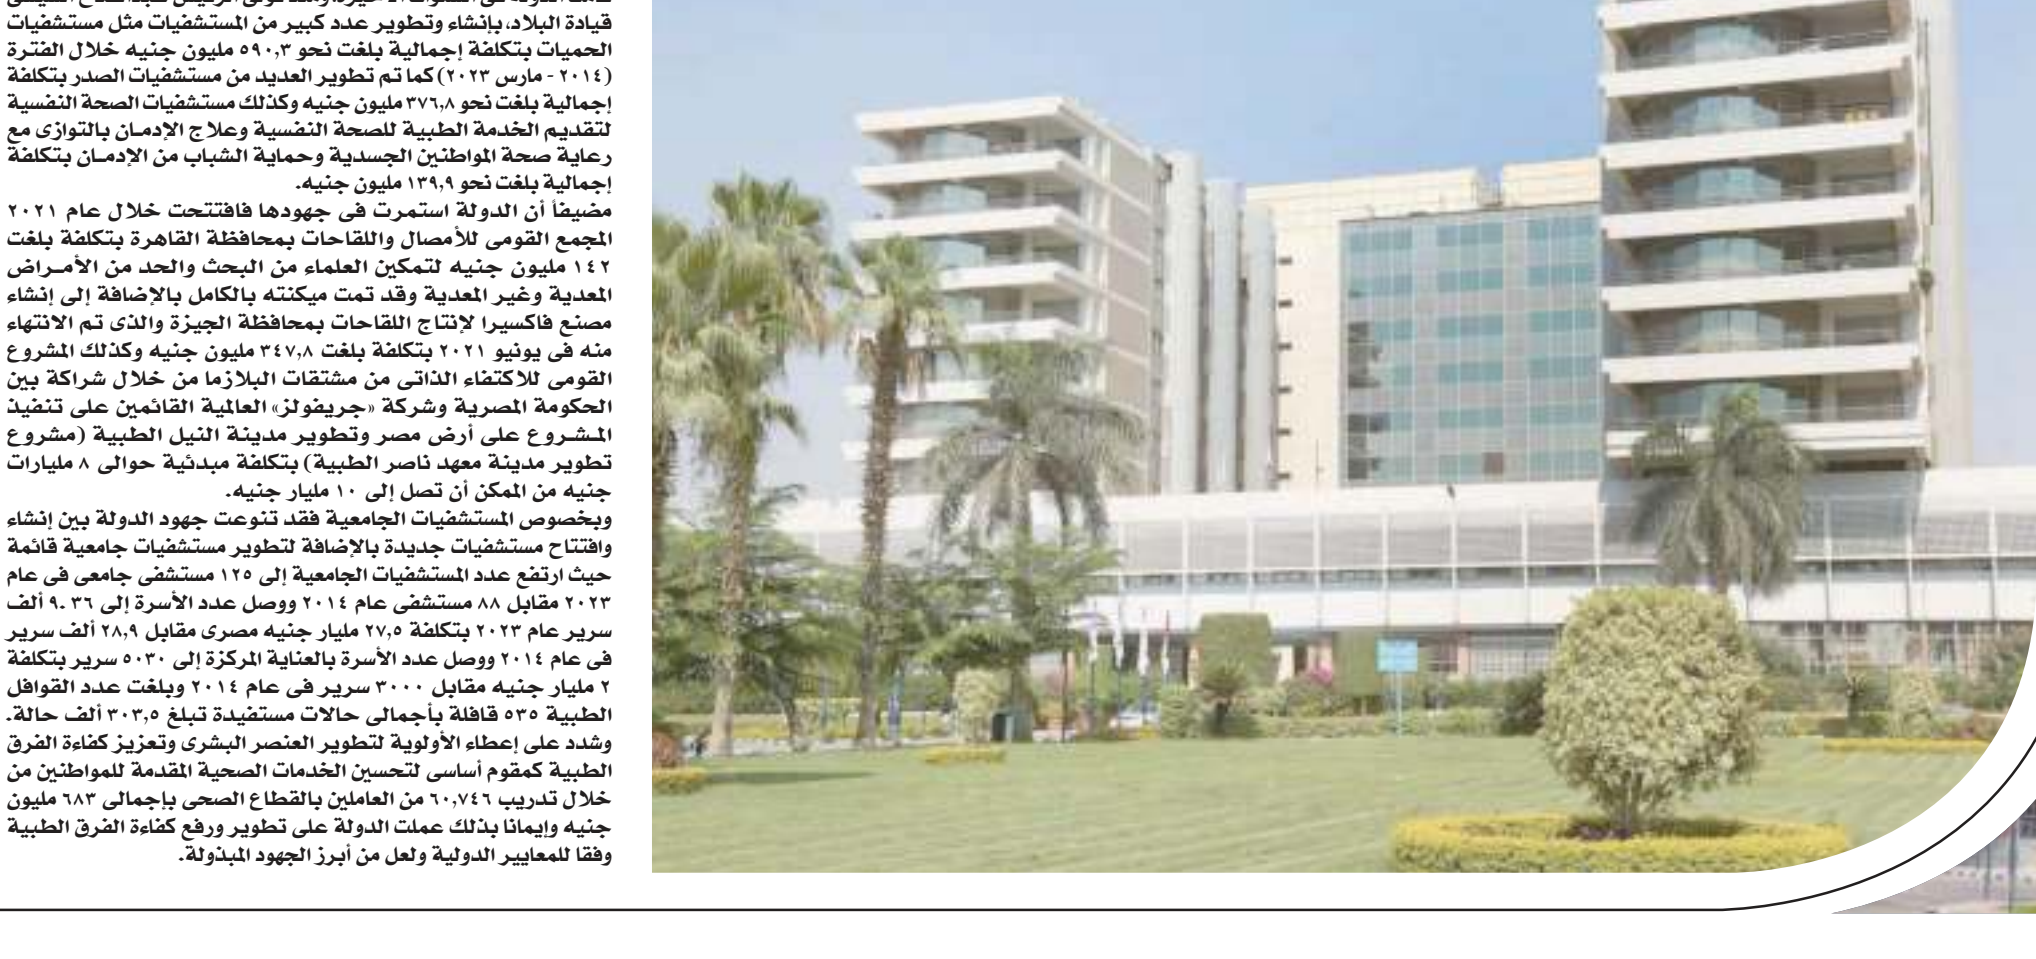 قيادة البلاد، بإنشاء وتطوير عدد كبير من المستشفيات مثل مستشفيات
الحميات بتكلفة إجمالية بلغت نحو ٥٩٠,٣ مليون جنيه خلال الفترة
(٢٠١٤ - مارس ٢٠٢٣) كما تم تطوير العديد من مستشفيات الصدر بتكلفة
إجمالية بلغت نحو ٣٧٦,٨ مليون جنيه وكذلك مستشفيات الصحة النفسية
لتقديم الخدمة الطبية للصحة النفسية وعلاج الإدمان بالتوازى مع
رعاية صحة المواطنين الجسدية وحماية الشباب من الإدمان بتكلفة
إجمالية بلغت نحو ١٣٩,٩ مليون جنيه.
مضيفاً أن الدولة استمرت فى جهودها فافتتحت خلال عام ٢٠٢١
المجمع القومى للأمصال واللقاحات بمحافظة القاهرة بتكلفة بلغت
١٤٢ مليون جنيه لتمكين العلماء من البحث والحد من الأمراض
المعدية وغير المعدية وقد تمت ميكنته بالكامل بالإضافة إلى إنشاء
مصنع فاكسيرا لإنتاج اللقاحات بمحافظة الجيزة والذى تم الانتهاء
منه فى يونيو ٢٠٢١ بتكلفة بلغت ٣٤٧,٨ مليون جنيه وكذلك المشروع
القومى للاكتفاء الذاتى من مشتقات البلازما من خلال شراكة بين
الحكومة المصرية وشركة «جريفولز» العالمية القائمين على تنفيذ
المشروع على أرض مصر وتطوير مدينة النيل الطبية (مشروع
تطوير مدينة معهد ناصر الطبية) بتكلفة مبدئية حوالى ٨ مليارات
جنيه من الممكن أن تصل إلى ١٠ مليار جنيه.
وبخصوص المستشفيات الجامعية فقد تنوعت جهود الدولة بين إنشاء
وافتتاح مستشفيات جديدة بالإضافة لتطوير مستشفيات جامعية قائمة
حيث ارتفع عدد المستشفيات الجامعية إلى ١٢٥ مستشفى جامعى فى عام
٢٠٢٣ مقابل ٨٨ مستشفى عام ٢٠١٤ ووصل عدد الأسرة إلى ٣٦ .٩ ألف
سرير عام ٢٠٢٣ بتكلفة ٢٧,٥ مليار جنيه مصرى مقابل ٢٨,٩ ألف سرير
فى عام ٢٠١٤ ووصل عدد الأسرة بالعناية المركزة إلى ٥٠٣٠ سرير بتكلفة
٢ مليار جنيه مقابل ٣٠٠٠ سرير فى عام ٢٠١٤ وبلغت عدد القوافل
الطبية ٥٣٥ قافلة بأجمالى حالات مستفيدة تبلغ ٣٠٣,٥ ألف حالة.
وشدد على إعطاء الأولوية لتطوير العنصر البشرى وتعزيز كفاءة الفرق
الطبية كمقوم أساسى لتحسين الخدمات الصحية المقدمة للمواطنين من
خلال تدريب ٦٠,٧٤٦ من العاملين بالقطاع الصحى بإجمالى ٦٨٣ مليون
جنيه وإيمانا بذلك عملت الدولة على تطوير ورفع كفاءة الفرق الطبية
وفقا للمعايير الدولية ولعل من أبرز الجهود المبذولة.